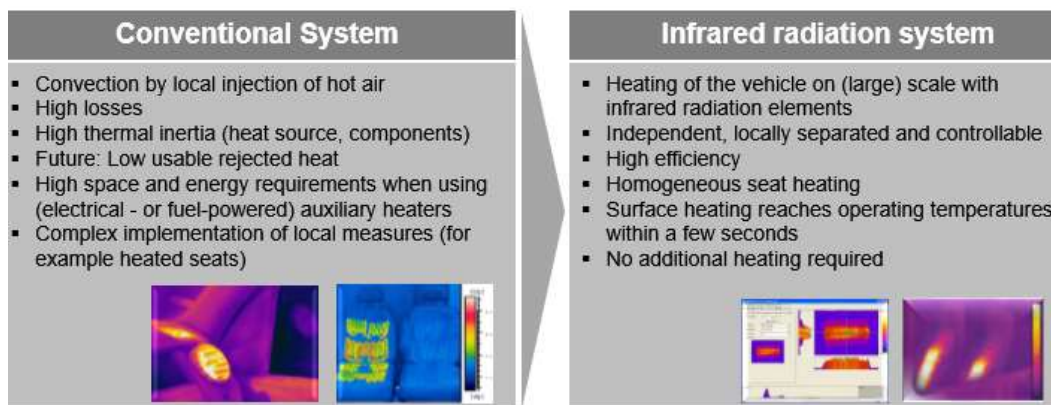 Conventional System
▪ Convection by local injection of hot air
▪ High losses
▪ High thermal inertia (heat source, components)
▪ Future: Low usable rejected heat
▪ High space and energy requirements when using
(electrical - or fuel-powered) auxiliary heaters
▪ Complex implementation of local measures (for
example heated seats)
Infrared radiation system
▪ Heating of the vehicle on (large) scale with
infrared radiation elements
▪ Independent, locally separated and controllable
▪ High efficiency
▪ Homogeneous seat heating
▪ Surface heating reaches operating temperatures
within a few seconds
▪ No additional heating required